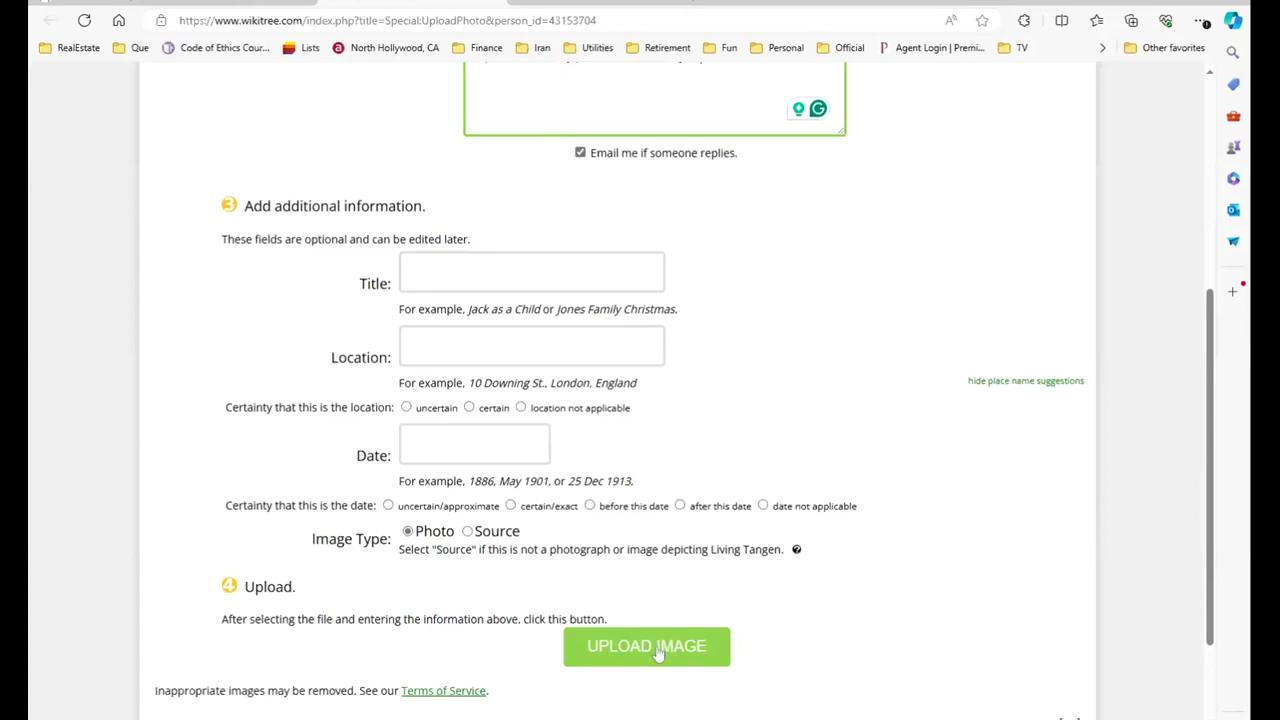 https://www.wikitree.com/index.php?title=Special:UploadPhoto&person_id=43153704
RealEstate Que Code of Ethics Cour... Lists North Hollywood, CA Finance Iran Utilities Retirement Fun Personal Official Agent Login | Premi... TV Other favorites
Email me if someone replies.
3 Add additional information.
These fields are optional and can be edited later.
Title:
For example, Jack as a Child or Jones Family Christmas.
Location:
For example, 10 Downing St., London, England
hide place name suggestions
Certainty that this is the location: uncertain certain location not applicable
Date:
For example, 1886, May 1901, or 25 Dec 1913.
Certainty that this is the date: uncertain/approximate certain/exact before this date after this date date not applicable
Image Type: Photo Source
Select "Source" if this is not a photograph or image depicting Living Tangen.
4 Upload.
After selecting the file and entering the information above, click this button.
UPLOAD IMAGE
Inappropriate images may be removed. See our Terms of Service.